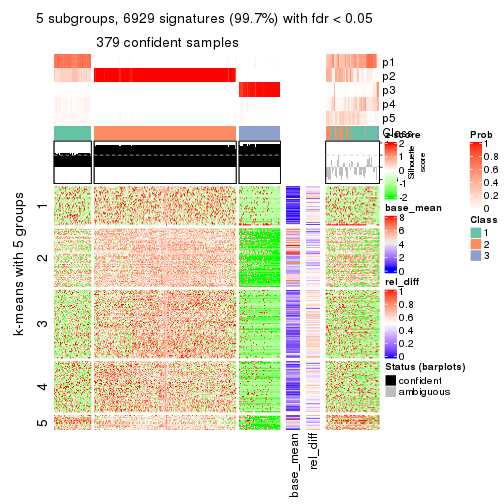 5 subgroups, 6929 signatures (99.7%) with fdr < 0.05
379 confident samples
p1
p2
p3
p4
p5
Class
z-score
2
1
0
-1
-2
Silhouette
score
Prob
1
0.8
0.6
0.4
0.2
0
Class
1
2
3
base_mean
8
6
4
2
0
rel_diff
1
0.8
0.6
0.4
0.2
0
Status (barplots)
confident
ambiguous
k-means with 5 groups
1
2
3
4
5
base_mean
rel_diff